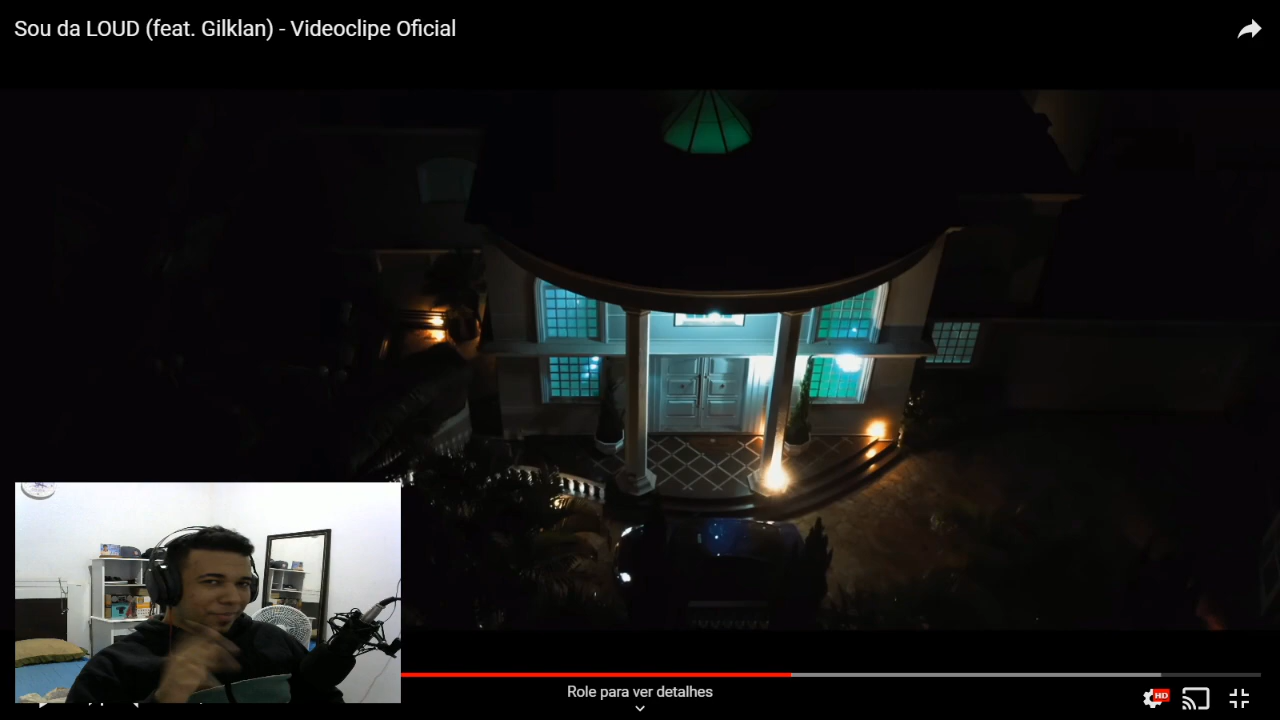 Sou da LOUD (feat. Gilklan) - Videoclipe Oficial
Role para ver detalhes
HD